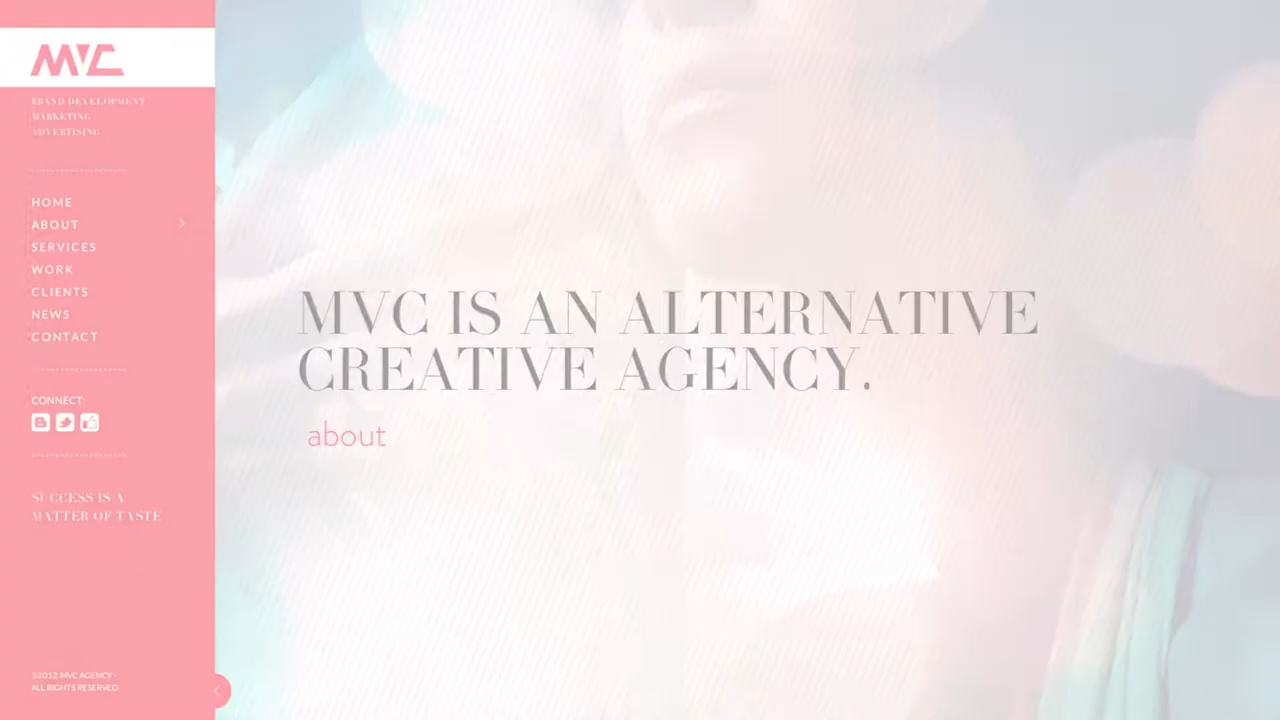 MVC
BRAND DEVELOPMENT
MARKETING
ADVERTISING
HOME
ABOUT
SERVICES
WORK
CLIENTS
NEWS
CONTACT
CONNECT:
SUCCESS IS A
MATTER OF TASTE
©2012 MVC AGENCY -
ALL RIGHTS RESERVED
MVC IS AN ALTERNATIVE
CREATIVE AGENCY.
about